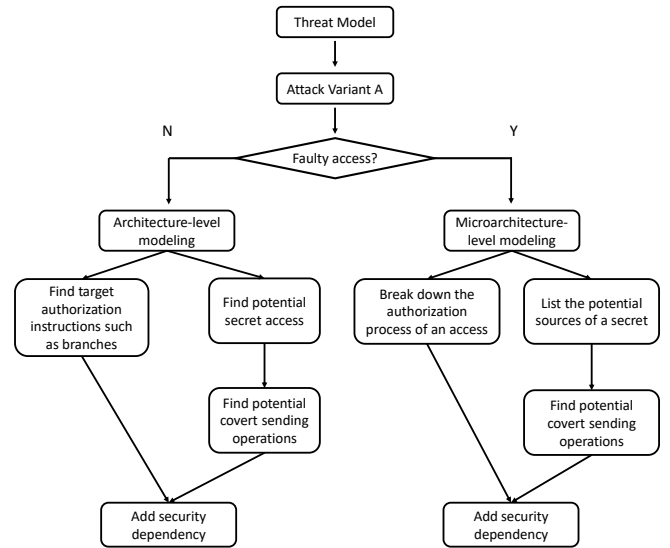 Threat Model
Attack Variant A
N
Y
Faulty access?
Architecture-level
modeling
Microarchitecture-
level modeling
Find target
authorization
instructions such
as branches
Find potential
secret access
Break down the
authorization
process of an access
List the potential
sources of a secret
Find potential
covert sending
operations
Find potential
covert sending
operations
Add security
dependency
Add security
dependency